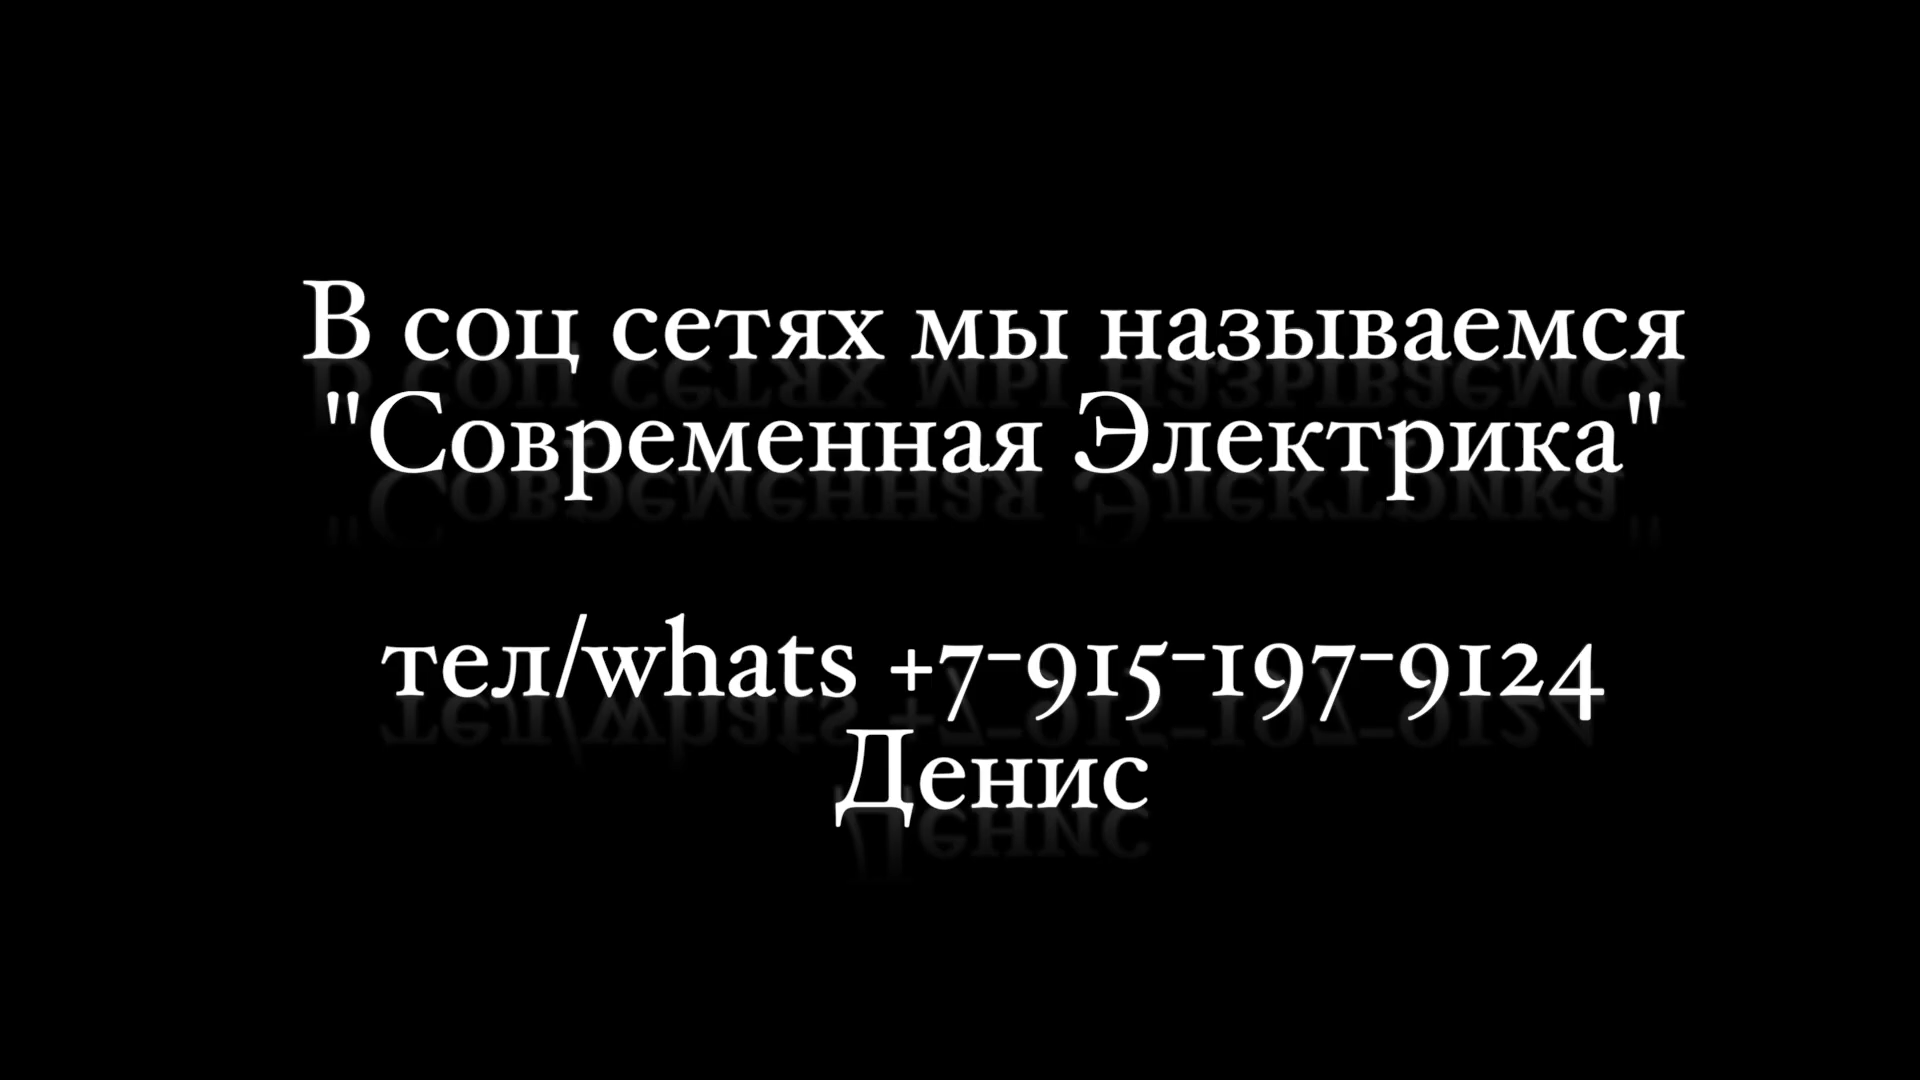 В соц сетях мы называемся
"Современная Электрика"
тел/whats +7-915-197-9124
Денис